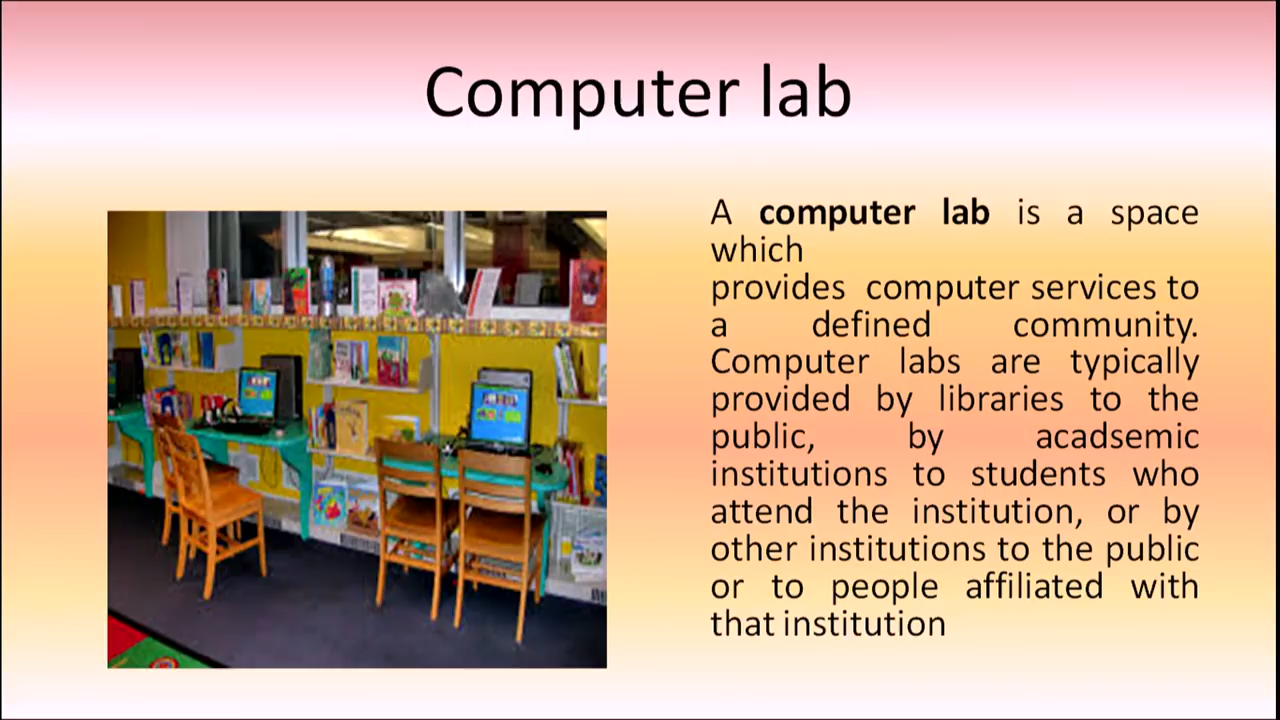 Computer lab
A computer lab is a space
which
provides computer services to
a defined community.
Computer labs are typically
provided by libraries to the
public, by acadsemic
institutions to students who
attend the institution, or by
other institutions to the public
or to people affiliated with
that institution